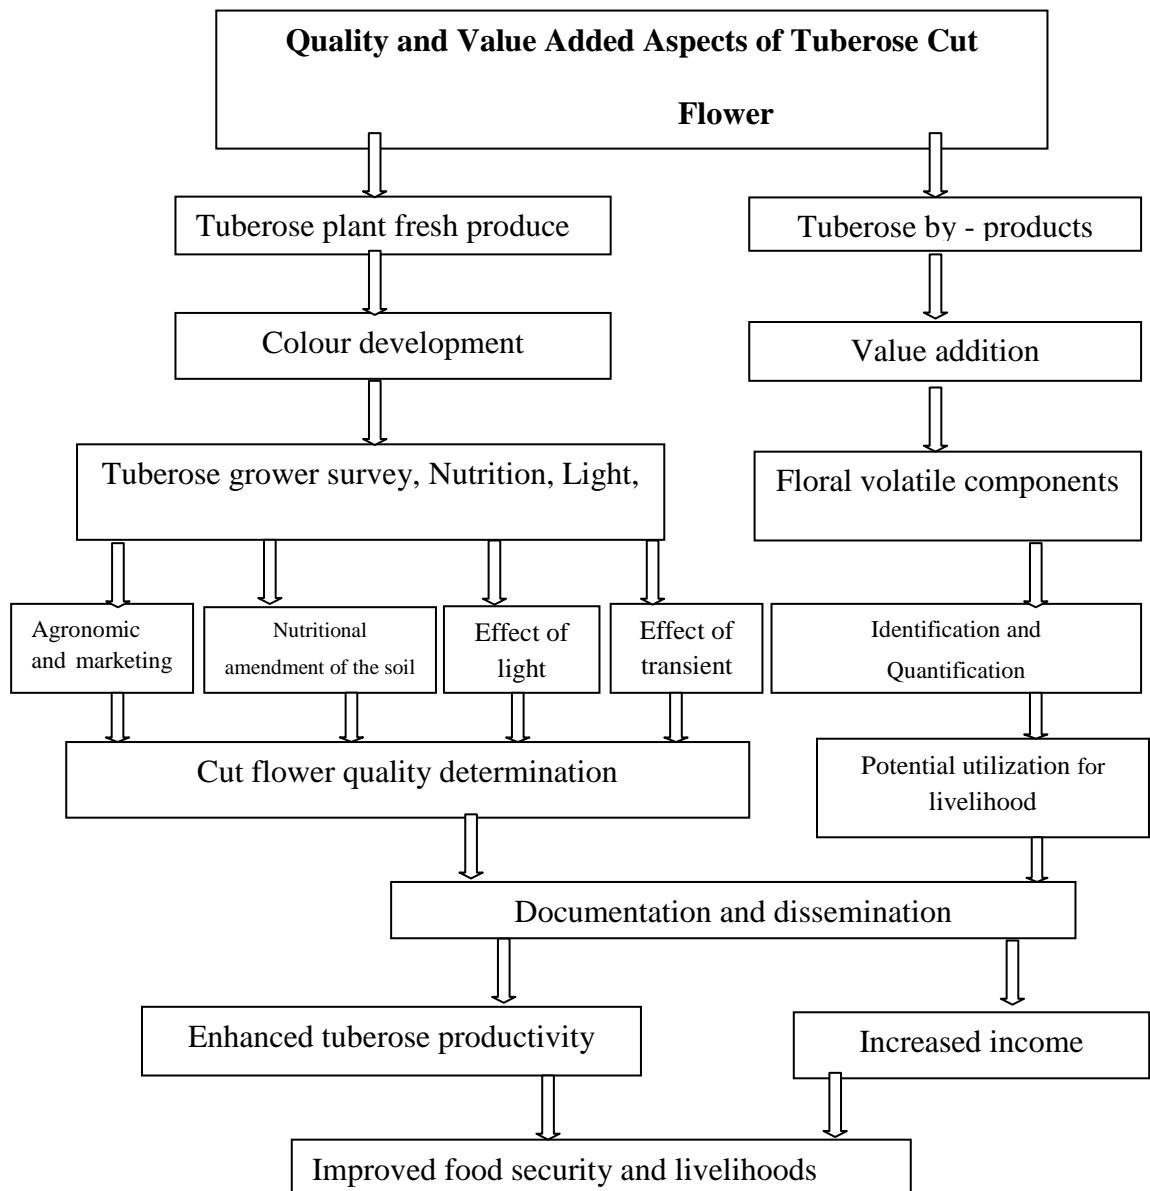 Quality and Value Added Aspects of Tuberose Cut
Flower
Tuberose plant fresh produce
Tuberose by - products
Colour development
Value addition
Tuberose grower survey, Nutrition, Light,
Floral volatile components
Agronomic
and marketing
Nutritional
amendment of the soil
Effect of
light
Effect of
transient
Identification and
Quantification
Cut flower quality determination
Potential utilization for
livelihood
Documentation and dissemination
Enhanced tuberose productivity
Increased income
Improved food security and livelihoods